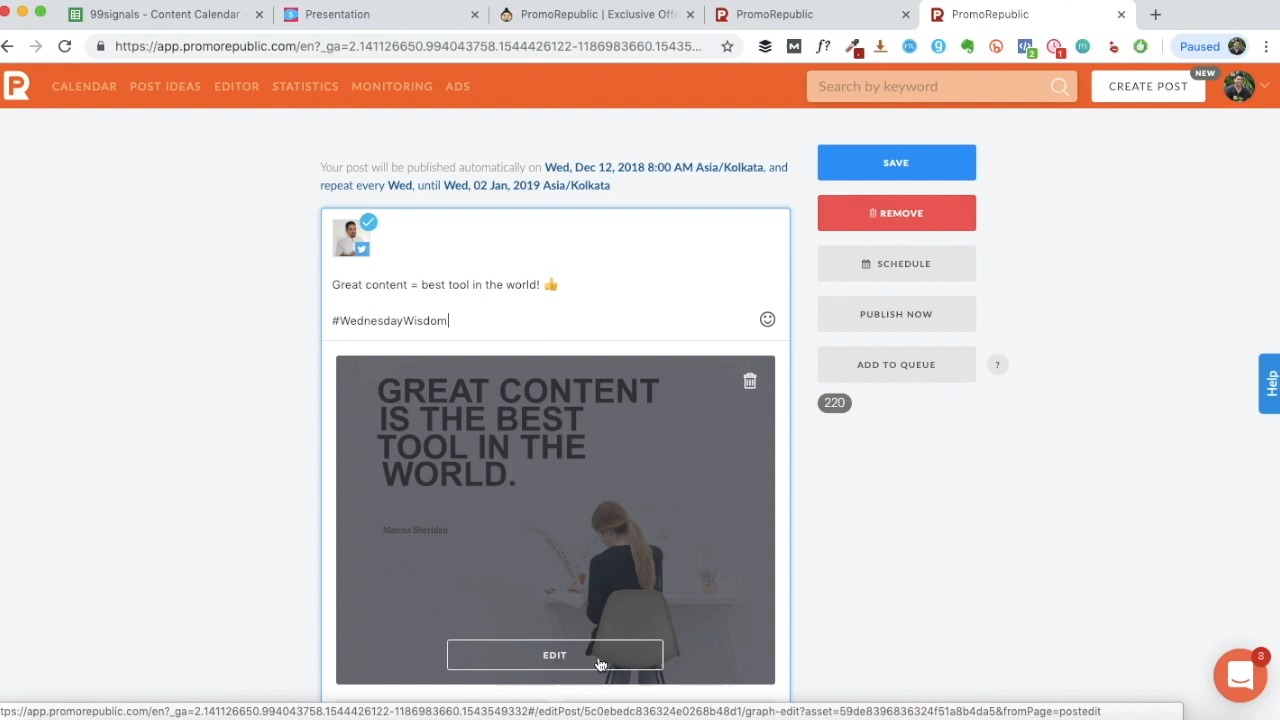 99signals - Content Calendar -
Presentation
PromoRepublic | Exclusive Offe
PromoRepublic
PromoRepublic
https://app.promorepublic.com/en?_ga=2.141126650.994043758.1544426122-1186983660.15435...
Paused
CALENDAR POST IDEAS EDITOR STATISTICS MONITORING ADS
Search by keyword
CREATE POST
NEW
Your post will be published automatically on Wed, Dec 12, 2018 8:00 AM Asia/Kolkata, and
repeat every Wed, until Wed, 02 Jan, 2019 Asia/Kolkata
SAVE
REMOVE
SCHEDULE
PUBLISH NOW
ADD TO QUEUE ?
220
Great content = best tool in the world! 👍
#WednesdayWisdom
GREAT CONTENT
IS THE BEST
TOOL IN THE
WORLD.
Marcus Sheridan
EDIT
Help
8
tps://app.promorepublic.com/en?_ga=2.141126650.994043758.1544426122-1186983660.1543549332#/editPost/5c0ebedc836324e0268b48d1/graph-edit?asset=59de8396836324f51a8b4da5&fromPage=postedit